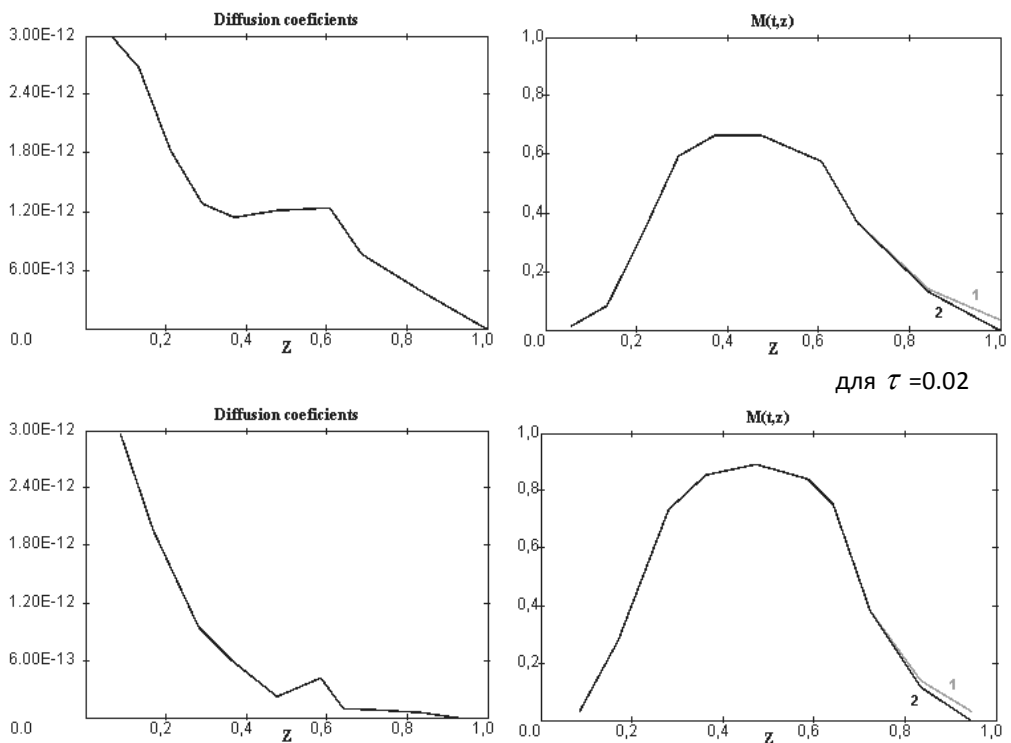 Diffusion coeficients
3.00E-12
2.40E-12
1.80E-12
1.20E-12
6.00E-13
0.0
0,2
0,4
0,6
0,8
1,0
Z
M(t,z)
1,0
0,8
0,6
0,4
0,2
0.0
0,2
0,4
0,6
0,8
1,0
Z
1
2
для τ =0.02
Diffusion coeficients
3.00E-12
2.40E-12
1.80E-12
1.20E-12
6.00E-13
0.0
0,2
0,4
0,6
0,8
1,0
Z
M(t,z)
1,0
0,8
0,6
0,4
0,2
0.0
0,2
0,4
0,6
0,8
1,0
Z
1
2